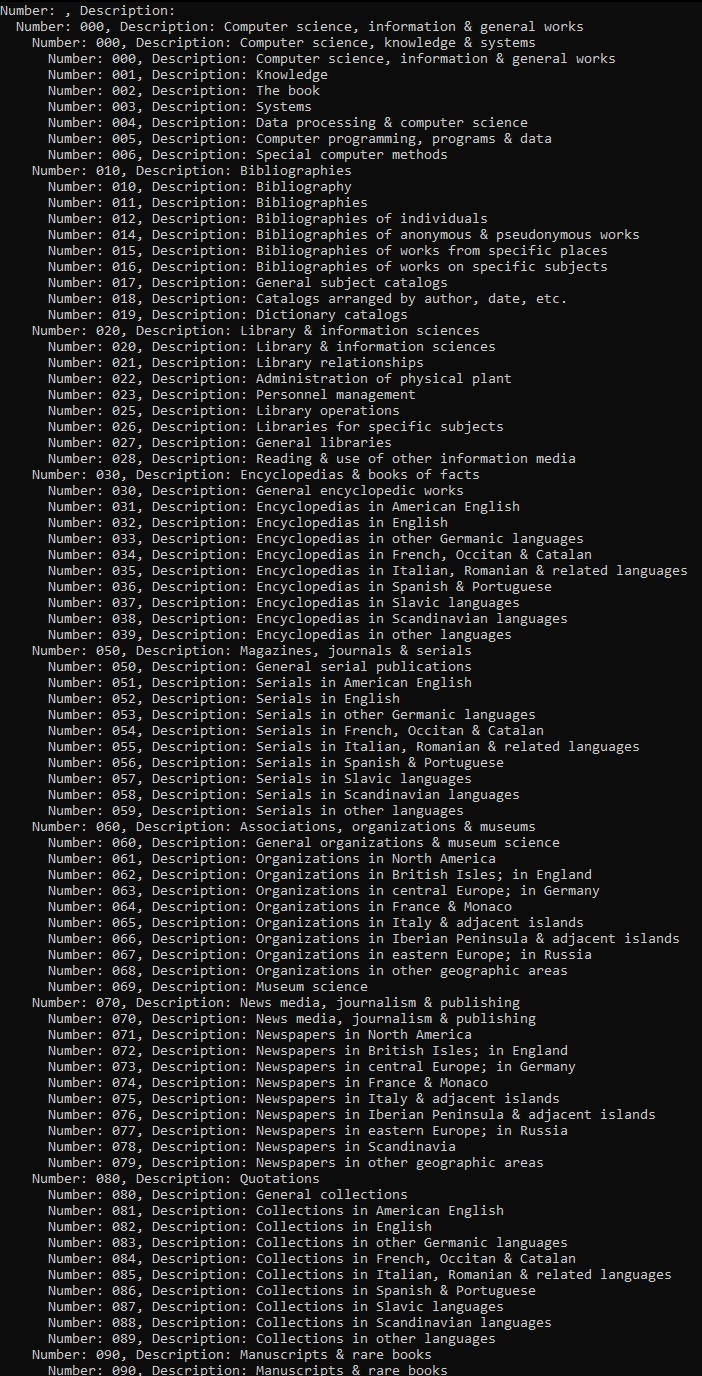 Number: , Description:
Number: 000, Description: Computer science, information & general works
Number: 000, Description: Computer science, knowledge & systems
Number: 000, Description: Computer science, information & general works
Number: 001, Description: Knowledge
Number: 002, Description: The book
Number: 003, Description: Systems
Number: 004, Description: Data processing & computer science
Number: 005, Description: Computer programming, programs & data
Number: 006, Description: Special computer methods
Number: 010, Description: Bibliographies
Number: 010, Description: Bibliography
Number: 011, Description: Bibliographies
Number: 012, Description: Bibliographies of individuals
Number: 014, Description: Bibliographies of anonymous & pseudonymous works
Number: 015, Description: Bibliographies of works from specific places
Number: 016, Description: Bibliographies of works on specific subjects
Number: 017, Description: General subject catalogs
Number: 018, Description: Catalogs arranged by author, date, etc.
Number: 019, Description: Dictionary catalogs
Number: 020, Description: Library & information sciences
Number: 020, Description: Library & information sciences
Number: 021, Description: Library relationships
Number: 022, Description: Administration of physical plant
Number: 023, Description: Personnel management
Number: 025, Description: Library operations
Number: 026, Description: Libraries for specific subjects
Number: 027, Description: General libraries
Number: 028, Description: Reading & use of other information media
Number: 030, Description: Encyclopedias & books of facts
Number: 030, Description: General encyclopedic works
Number: 031, Description: Encyclopedias in American English
Number: 032, Description: Encyclopedias in English
Number: 033, Description: Encyclopedias in other Germanic languages
Number: 034, Description: Encyclopedias in French, Occitan & Catalan
Number: 035, Description: Encyclopedias in Italian, Romanian & related languages
Number: 036, Description: Encyclopedias in Spanish & Portuguese
Number: 037, Description: Encyclopedias in Slavic languages
Number: 038, Description: Encyclopedias in Scandinavian languages
Number: 039, Description: Encyclopedias in other languages
Number: 050, Description: Magazines, journals & serials
Number: 050, Description: General serial publications
Number: 051, Description: Serials in American English
Number: 052, Description: Serials in English
Number: 053, Description: Serials in other Germanic languages
Number: 054, Description: Serials in French, Occitan & Catalan
Number: 055, Description: Serials in Italian, Romanian & related languages
Number: 056, Description: Serials in Spanish & Portuguese
Number: 057, Description: Serials in Slavic languages
Number: 058, Description: Serials in Scandinavian languages
Number: 059, Description: Serials in other languages
Number: 060, Description: Associations, organizations & museums
Number: 060, Description: General organizations & museum science
Number: 061, Description: Organizations in North America
Number: 062, Description: Organizations in British Isles; in England
Number: 063, Description: Organizations in central Europe; in Germany
Number: 064, Description: Organizations in France & Monaco
Number: 065, Description: Organizations in Italy & adjacent islands
Number: 066, Description: Organizations in Iberian Peninsula & adjacent islands
Number: 067, Description: Organizations in eastern Europe; in Russia
Number: 068, Description: Organizations in other geographic areas
Number: 069, Description: Museum science
Number: 070, Description: News media, journalism & publishing
Number: 070, Description: News media, journalism & publishing
Number: 071, Description: Newspapers in North America
Number: 072, Description: Newspapers in British Isles; in England
Number: 073, Description: Newspapers in central Europe; in Germany
Number: 074, Description: Newspapers in France & Monaco
Number: 075, Description: Newspapers in Italy & adjacent islands
Number: 076, Description: Newspapers in Iberian Peninsula & adjacent islands
Number: 077, Description: Newspapers in eastern Europe; in Russia
Number: 078, Description: Newspapers in Scandinavia
Number: 079, Description: Newspapers in other geographic areas
Number: 080, Description: Quotations
Number: 080, Description: General collections
Number: 081, Description: Collections in American English
Number: 082, Description: Collections in English
Number: 083, Description: Collections in other Germanic languages
Number: 084, Description: Collections in French, Occitan & Catalan
Number: 085, Description: Collections in Italian, Romanian & related languages
Number: 086, Description: Collections in Spanish & Portuguese
Number: 087, Description: Collections in Slavic languages
Number: 088, Description: Collections in Scandinavian languages
Number: 089, Description: Collections in other languages
Number: 090, Description: Manuscripts & rare books
Number: 090, Description: Manuscripts & rare books